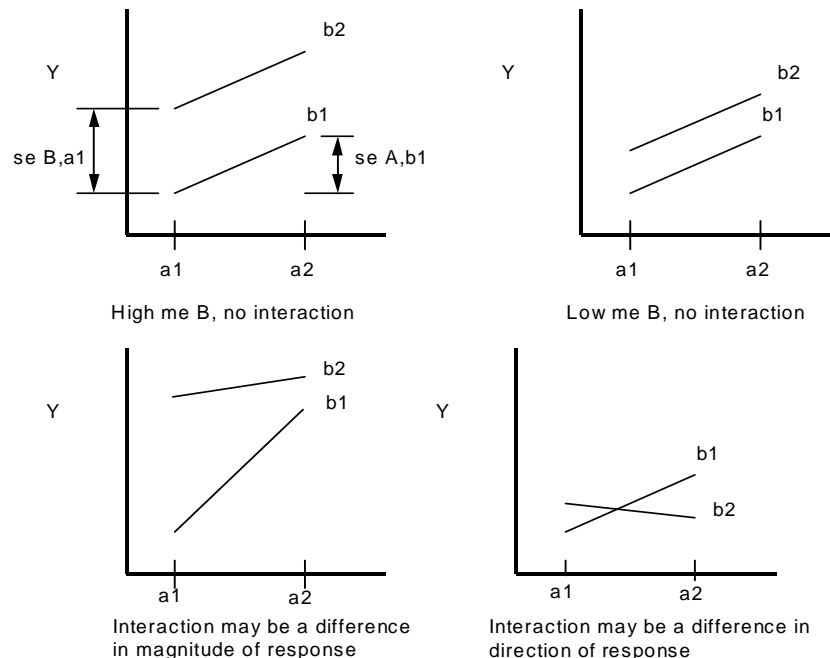 b2
Y
b1
se B,a1
se A,b1
a1
a2
High me B, no interaction
Y
b2
b1
a1
a2
Low me B, no interaction
b2
Y
b1
a1
a2
Interaction may be a difference
in magnitude of response
Y
b1
b2
a1
a2
Interaction may be a difference in
direction of response